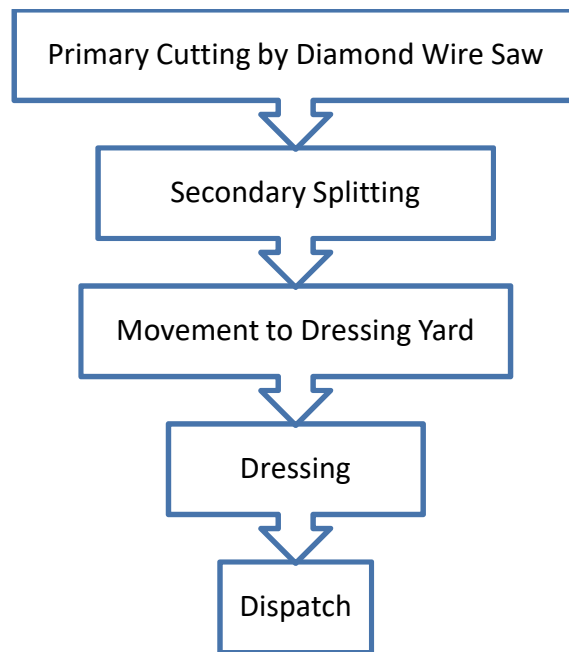 Primary Cutting by Diamond Wire Saw
Secondary Splitting
Movement to Dressing Yard
Dressing
Dispatch